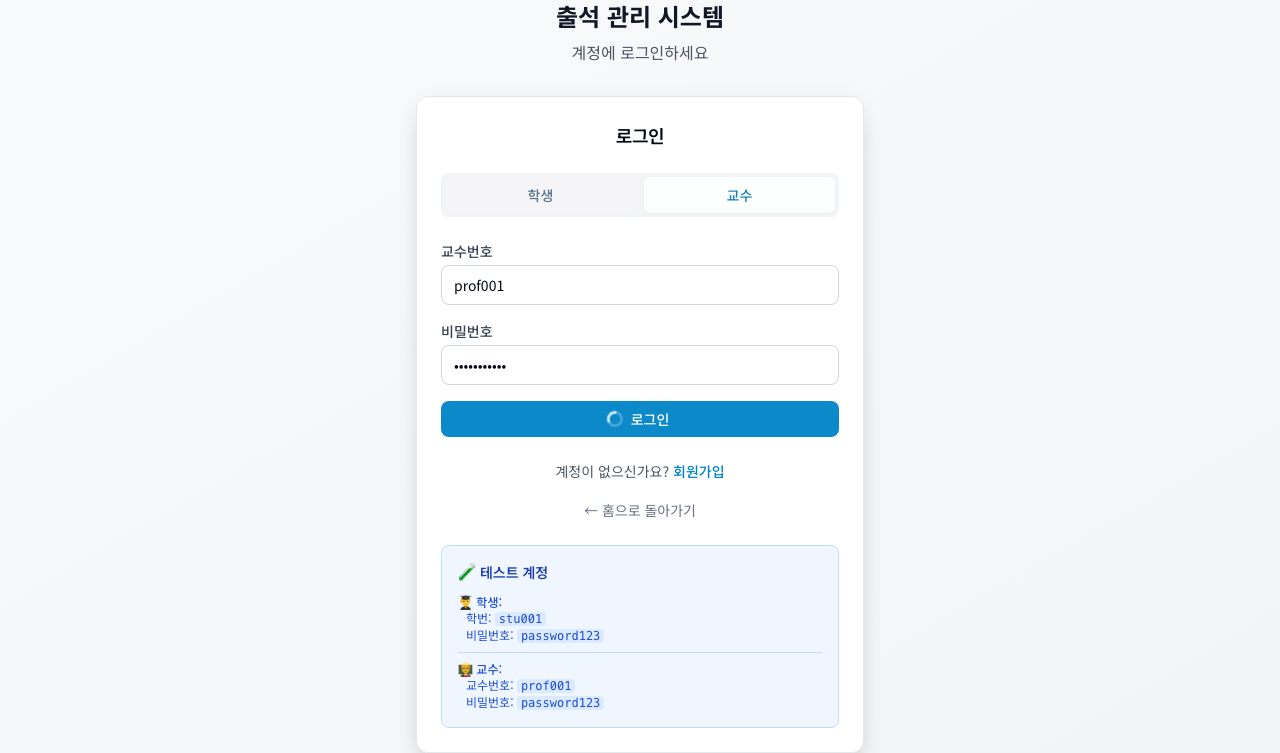 출석 관리 시스템
계정에 로그인하세요
로그인
학생
교수
교수번호
prof001
비밀번호
•••••••••••
로그인
계정이 없으신가요? 회원가입
← 홈으로 돌아가기
🧪 테스트 계정
👨‍🎓 학생:
학번: stu001
비밀번호: password123
👩‍🏫 교수:
교수번호: prof001
비밀번호: password123